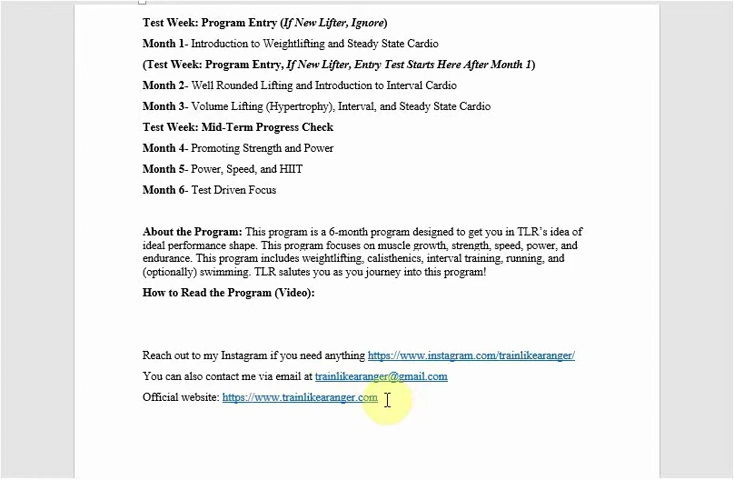 Test Week: Program Entry (If New Lifter, Ignore)
Month 1- Introduction to Weightlifting and Steady State Cardio
(Test Week: Program Entry, If New Lifter, Entry Test Starts Here After Month 1)
Month 2- Well Rounded Lifting and Introduction to Interval Cardio
Month 3- Volume Lifting (Hypertrophy), Interval, and Steady State Cardio
Test Week: Mid-Term Progress Check
Month 4- Promoting Strength and Power
Month 5- Power, Speed, and HIIT
Month 6- Test Driven Focus
About the Program: This program is a 6-month program designed to get you in TLR's idea of
ideal performance shape. This program focuses on muscle growth, strength, speed, power, and
endurance. This program includes weightlifting, calisthenics, interval training, running, and
(optionally) swimming. TLR salutes you as you journey into this program!
How to Read the Program (Video):
Reach out to my Instagram if you need anything https://www.instagram.com/trainlikearanger/
You can also contact me via email at trainlikearanger@gmail.com
Official website: https://www.trainlikearanger.com